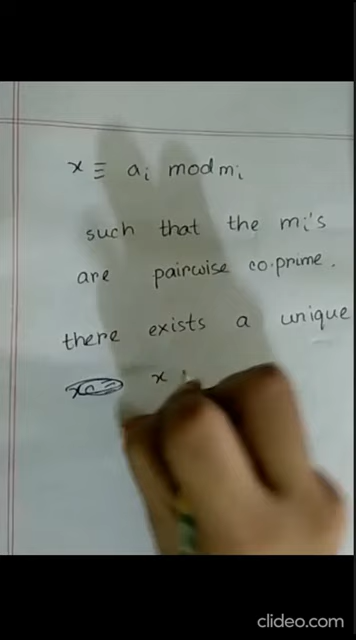 x ≡ aᵢ mod mᵢ
such that the mᵢ's
are pairwise co-prime.
there exists a unique
x
clideo.com